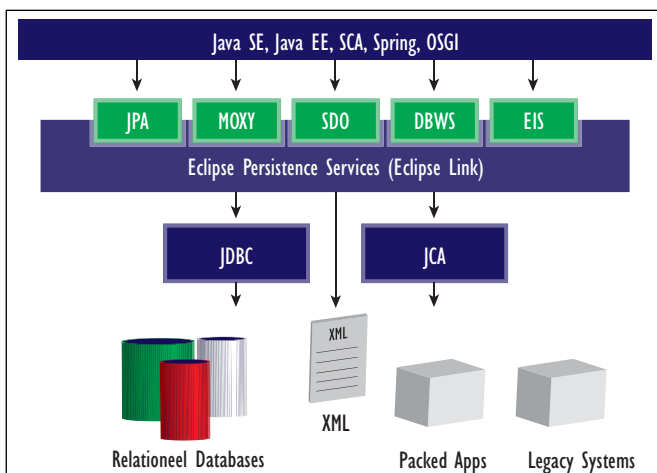 Java SE, Java EE, SCA, Spring, OSGI
JPA
MOXY
SDO
DBWS
EIS
Eclipse Persistence Services (Eclipse Link)
JDBC
JCA
XML
XML
Relationeel Databases
Packed Apps
Legacy Systems